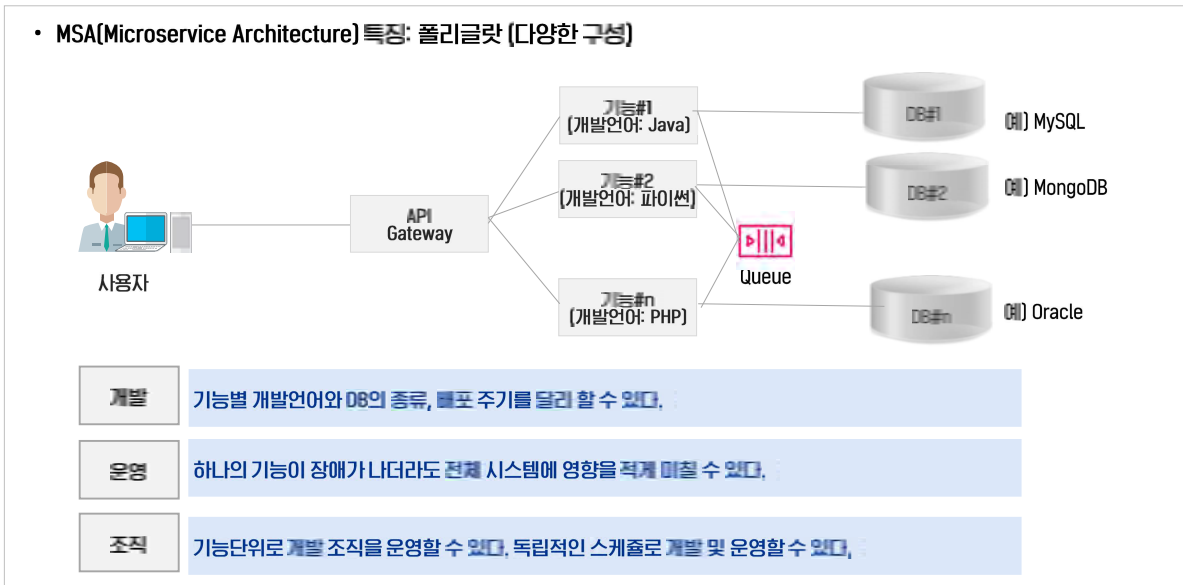 • MSA(Microservice Architecture) 특징: 폴리글랏 (다양한 구성)
기능#1
(개발언어: Java)
DB#1
예) MySQL
기능#2
(개발언어: 파이썬)
DB#2
예) MongoDB
API
Gateway
사용자
Queue
기능#n
(개발언어: PHP)
DB#n
예) Oracle
개발
기능별 개발언어와 DB의 종류, 배포 주기를 달리 할 수 있다.
운영
하나의 기능이 장애가 나더라도 전체 시스템에 영향을 적게 미칠 수 있다.
조직
기능단위로 개발 조직을 운영할 수 있다. 독립적인 스케쥴로 개발 및 운영할 수 있다.